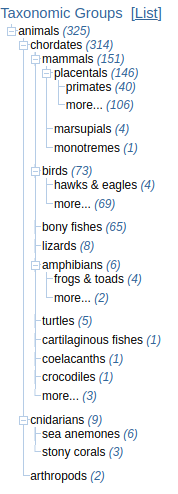 Taxonomic Groups [List]
animals (325)
chordates (314)
mammals (151)
placentals (146)
primates (40)
more... (106)
marsupials (4)
monotremes (1)
birds (73)
hawks & eagles (4)
more... (69)
bony fishes (65)
lizards (8)
amphibians (6)
frogs & toads (4)
more... (2)
turtles (5)
cartilaginous fishes (1)
coelacanths (1)
crocodiles (1)
more... (3)
cnidarians (9)
sea anemones (6)
stony corals (3)
arthropods (2)